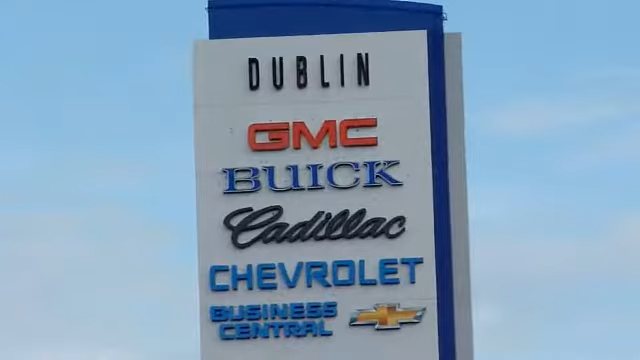 DUBLIN
GMC
BUICK
Cadillac
CHEVROLET
BUSINESS
CENTRAL